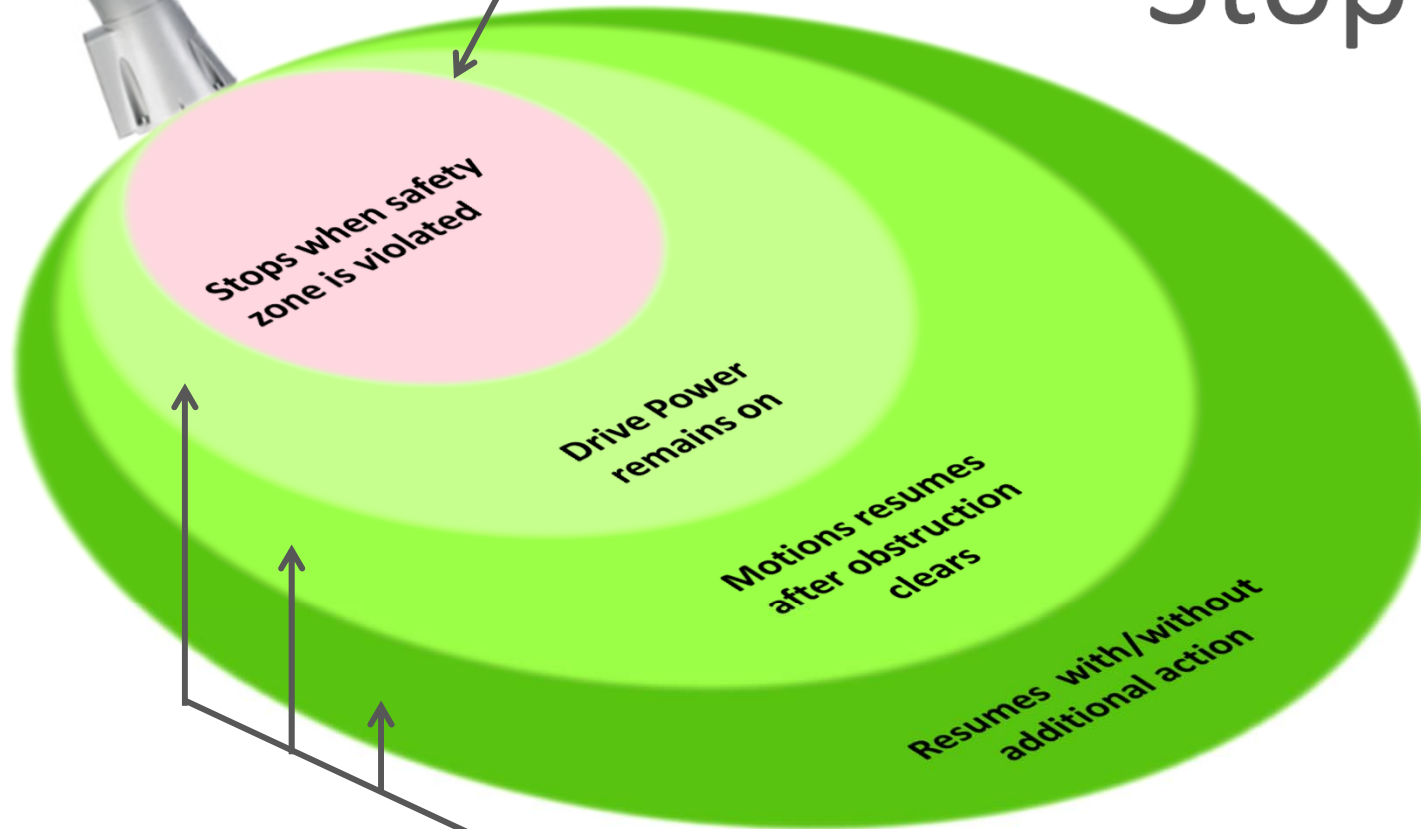 Stop
Stops when safety
zone is violated
Drive Power
remains on
Motions resumes
after obstruction
clears
Resumes with/without
additional action